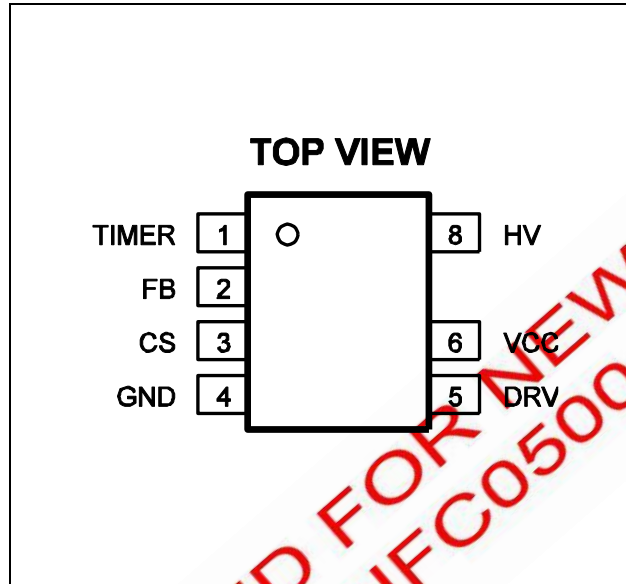 TOP VIEW
TIMER 1 8 HV
FB 2
CS 3 6 VCC
GND 4 5 DRV
FOR NEW